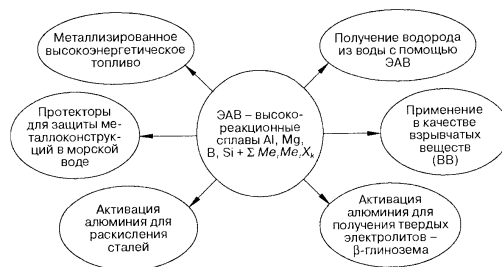 Металлизированное
высокоэнергетическое
топливо
Получение водорода
из воды с помощью
ЭАВ
Протекторы
для защиты ме-
таллоконструк-
ций в морской
воде
ЭАВ – высоко-
реакционные
сплавы Al, Mg,
B, Si + Σ MeᵢMeⱼXₖ
Применение
в качестве
взрывчатых
веществ
(ВВ)
Активация
алюминия для
раскисления
сталей
Активация
алюминия для
получения твердых
электролитов –
β-глинозема